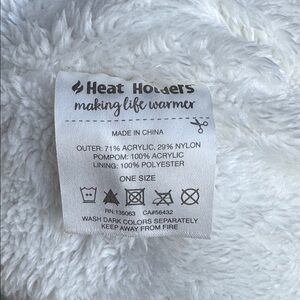 Heat Holders
making life warmer
MADE IN CHINA
OUTER: 71% ACRYLIC, 29% NYLON
POMPOM: 100% ACRYLIC
LINING: 100% POLYESTER
ONE SIZE
RN:136063 CA#56432
WASH DARK COLORS SEPARATELY
KEEP AWAY FROM FIRE